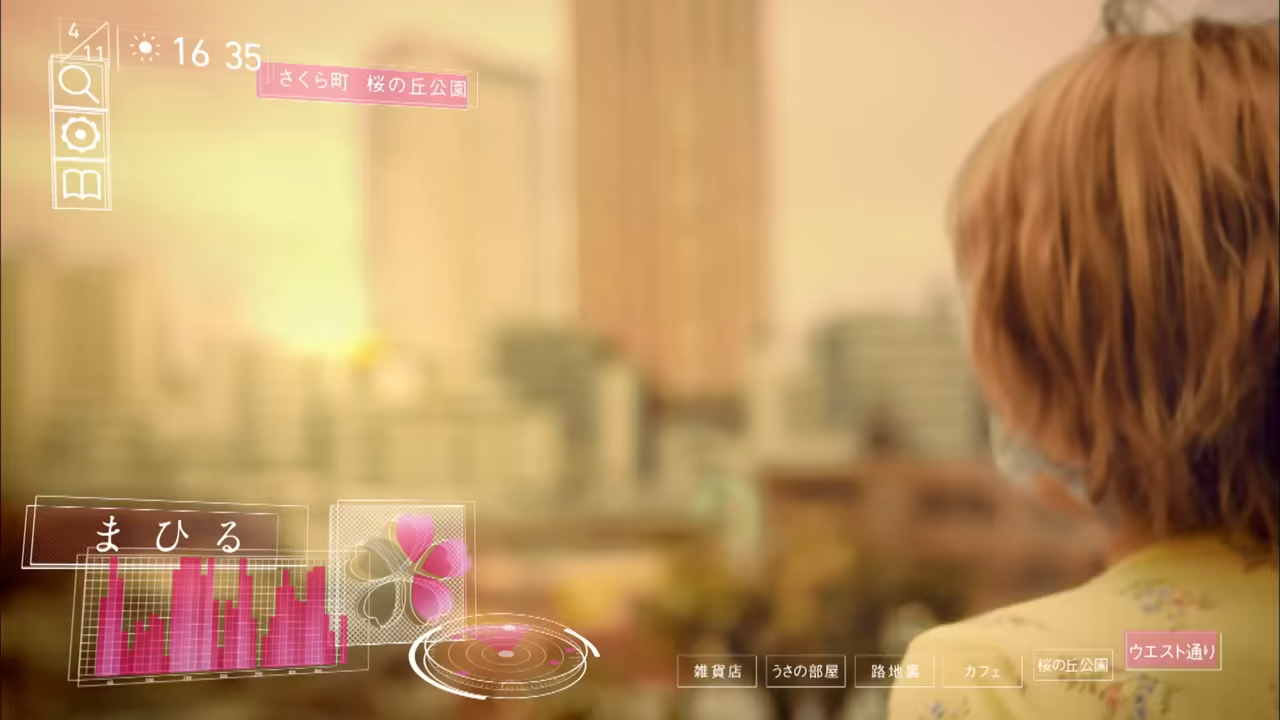 4/11 16 35
さくら町 桜の丘公園
まひる
雑貨店 うさの部屋 路地裏 カフェ 桜の丘公園 ウエスト通り